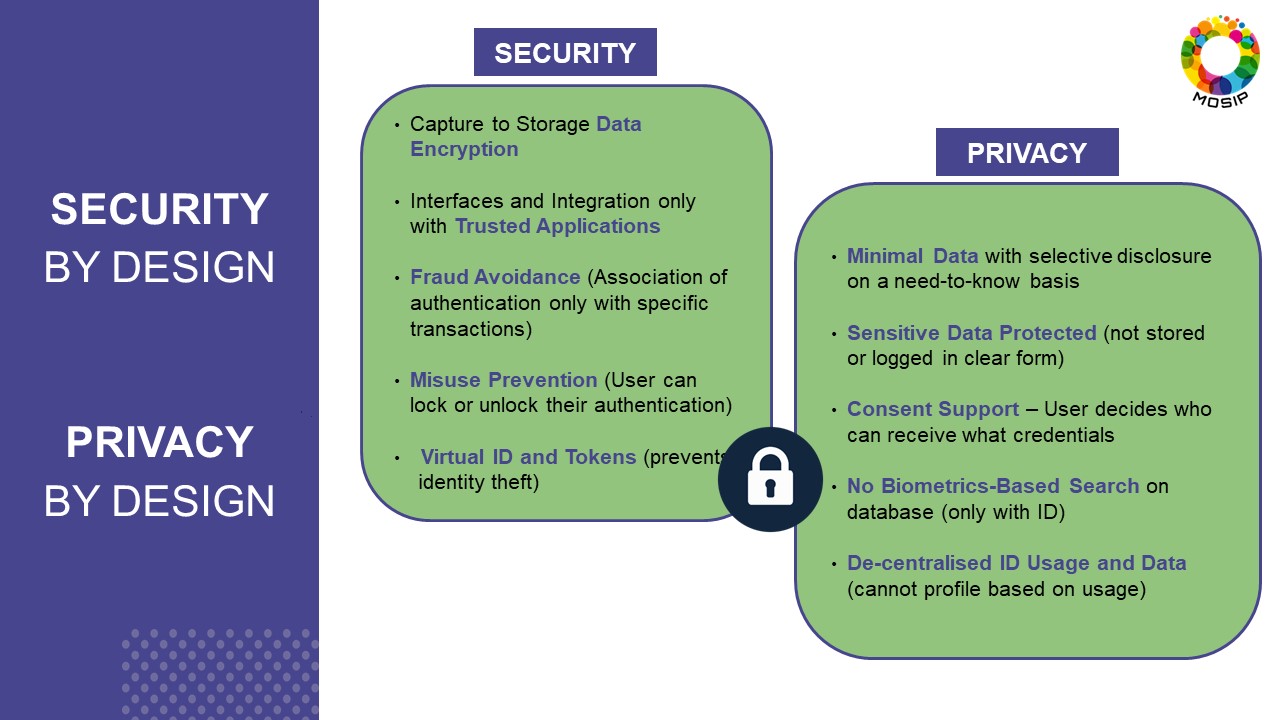 SECURITY
BY DESIGN
PRIVACY
BY DESIGN
SECURITY
• Capture to Storage Data
Encryption
• Interfaces and Integration only
with Trusted Applications
• Fraud Avoidance (Association of
authentication only with specific
transactions)
• Misuse Prevention (User can
lock or unlock their authentication)
• Virtual ID and Tokens (prevents
identity theft)
MOSIP
PRIVACY
• Minimal Data with selective disclosure
on a need-to-know basis
• Sensitive Data Protected (not stored
or logged in clear form)
• Consent Support – User decides who
can receive what credentials
• No Biometrics-Based Search on
database (only with ID)
• De-centralised ID Usage and Data
(cannot profile based on usage)